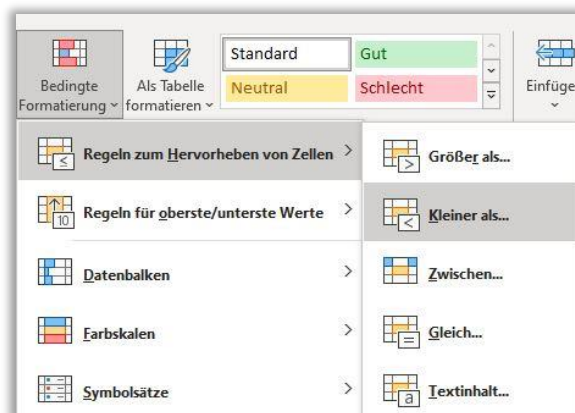 Standard
Gut
Neutral
Schlecht
Bedingte
Formatierung
Als Tabelle
formatieren
Einfüge
Regeln zum Hervorheben von Zellen
Regeln für oberste/unterste Werte
10
Datenbalken
Farbskalen
Symbolsätze
Größer als...
Kleiner als...
Zwischen...
Gleich...
Textinhalt...
a